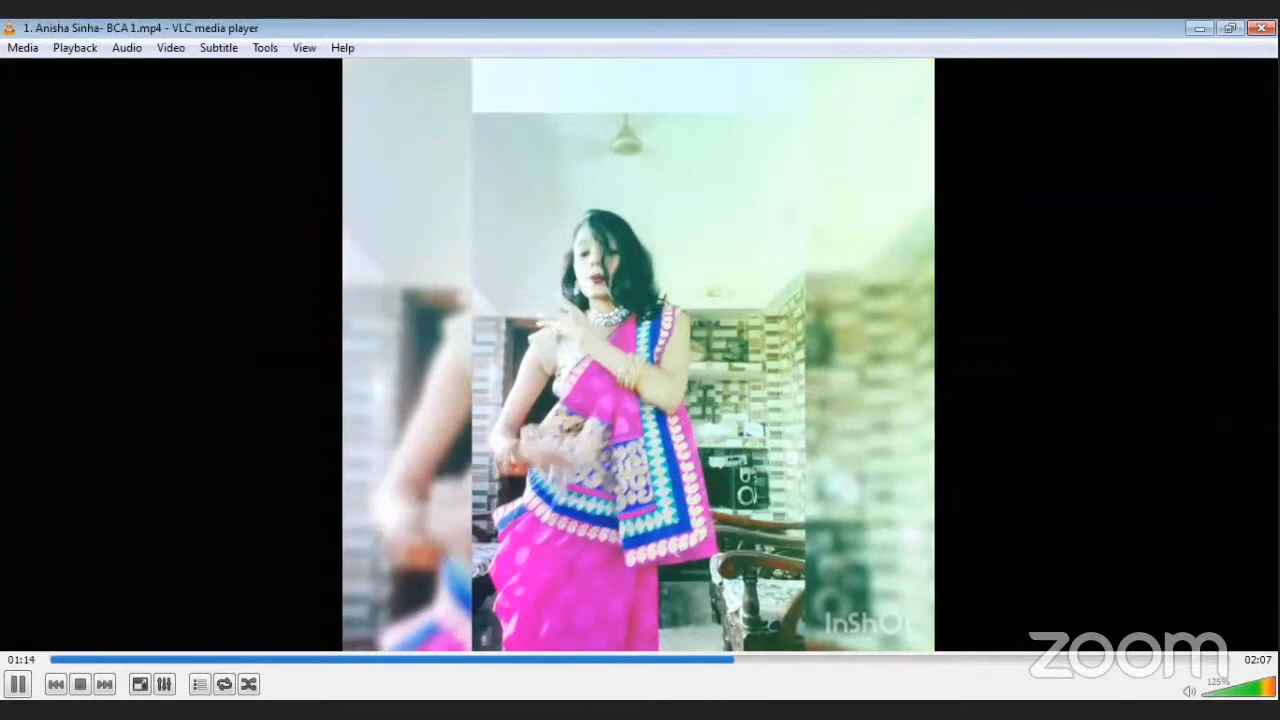 1. Anisha Sinha- BCA 1.mp4 - VLC media player
Media Playback Audio Video Subtitle Tools View Help
InShOt
zoom
01:14
02:07
125%